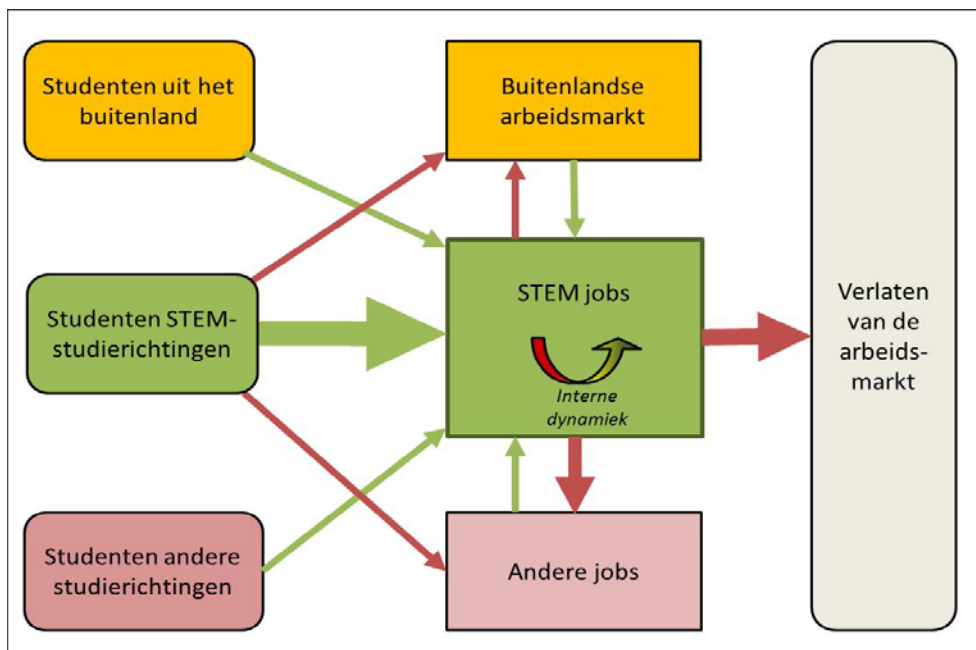 Studenten uit het
buitenland
Buitenlandse
arbeidsmarkt
Studenten STEM-
studierichtingen
STEM jobs
Interne
dynamiek
Verlaten
van de
arbeids-
markt
Studenten andere
studierichtingen
Andere jobs